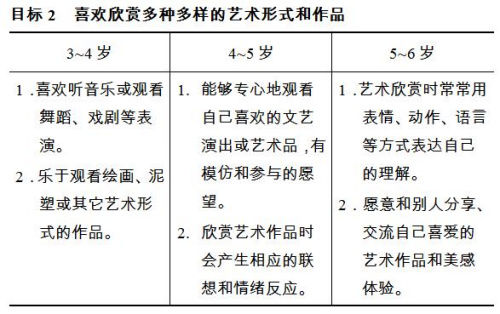 目标 2 喜欢欣赏多种多样的艺术形式和作品
3~4 岁
4~5 岁
5~6 岁
1 .喜欢听音乐或观看
舞蹈、戏剧等表
演。
2 .乐于观看绘画、泥
塑或其它艺术形
式的作品。
1. 能够专心地观看
自己喜欢的文艺
演出或艺术品 ,有
模仿和参与的愿
望。
2. 欣赏艺术作品时
会产生相应的联
想和情绪反应。
1 .艺术欣赏时常常用
表情、动作、语言
等方式表达自己
的理解。
2 . 愿意和别人分享、
交流自己喜爱的
艺术作品和美感
体验。